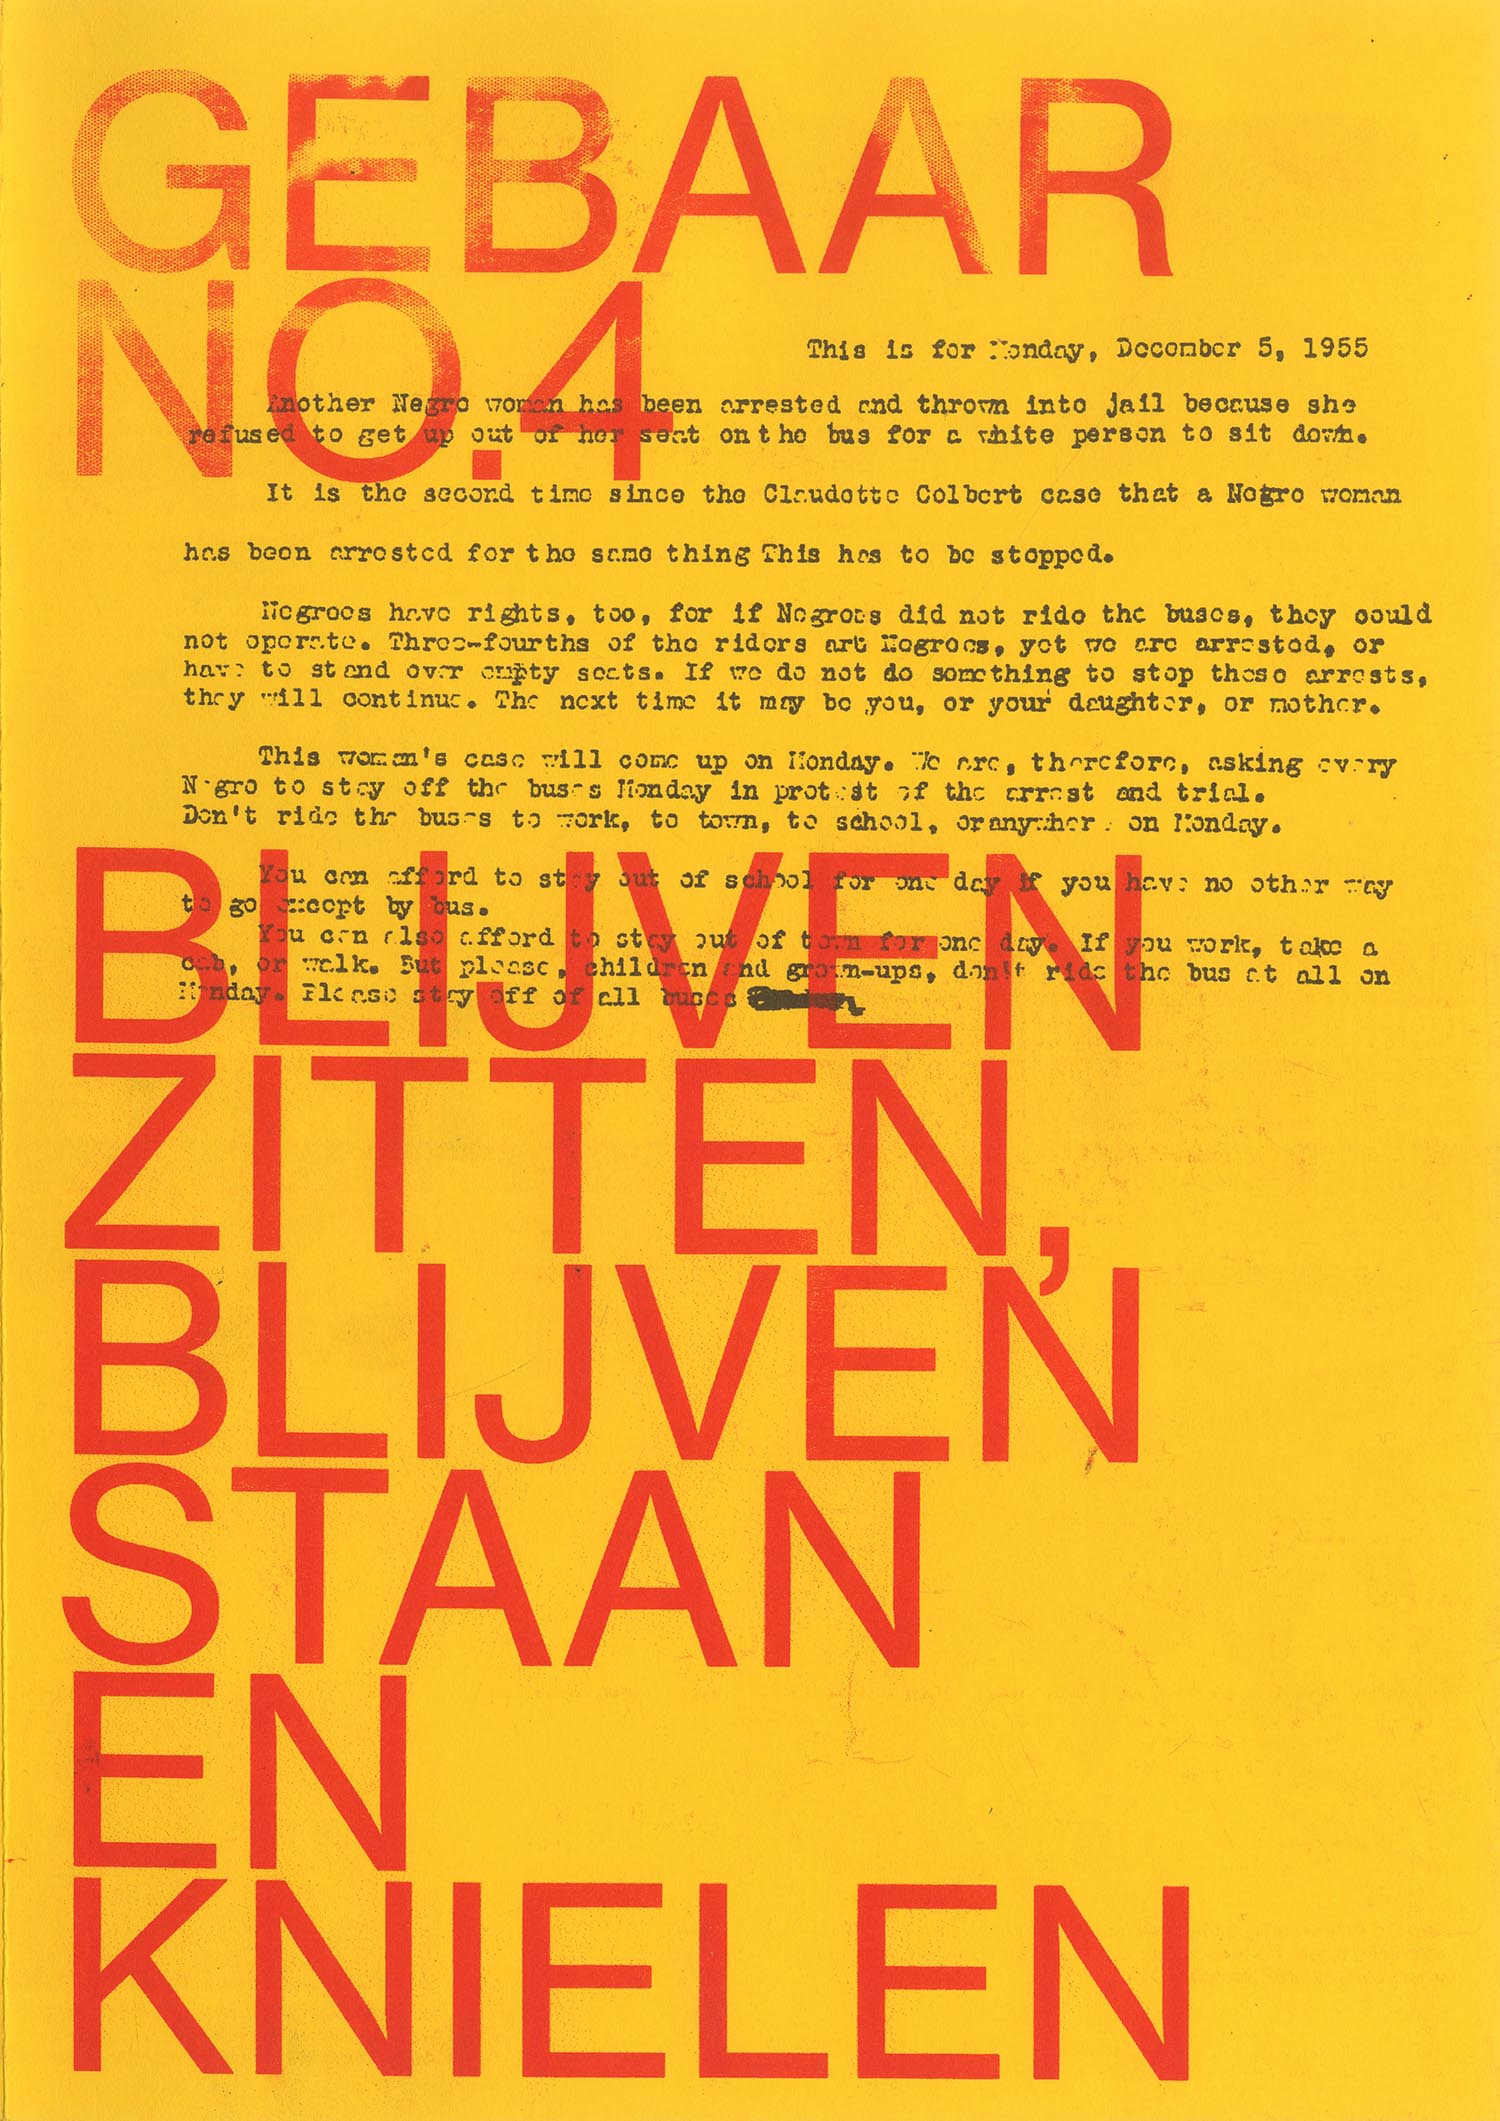 GEBAAR
NO.4
This is for Monday, December 5, 1955
Another Negro woman has been arrested and thrown into jail because she
refused to get up out of her seat on the bus for a white person to sit down.
It is the second time since the Claudette Colbert case that a Negro woman
has been arrested for the same thing This has to be stopped.
Negroes have rights, too, for if Negroes did not ride the buses, they could
not operate. Three-fourths of the riders are Negroes, yet we are arrested, or
have to stand over empty seats. If we do not do something to stop these arrests,
they will continue. The next time it may be you, or your daughter, or mother.
This woman's case will come up on Monday. We are, therefore, asking every
Negro to stay off the buses Monday in protest of the arrest and trial.
Don't ride the buses to work, to town, to school, or anywhere on Monday.
You can afford to stay out of school for one day if you have no other way
to go except by bus.
You can also afford to stay out of town for one day. If you work, take a
cab, or walk. But please, children and grown-ups, don't ride the bus at all on
Monday. Please stay off of all buses
BLIJVEN
ZITTEN,
BLIJVEN
STAAN
EN
KNIELEN